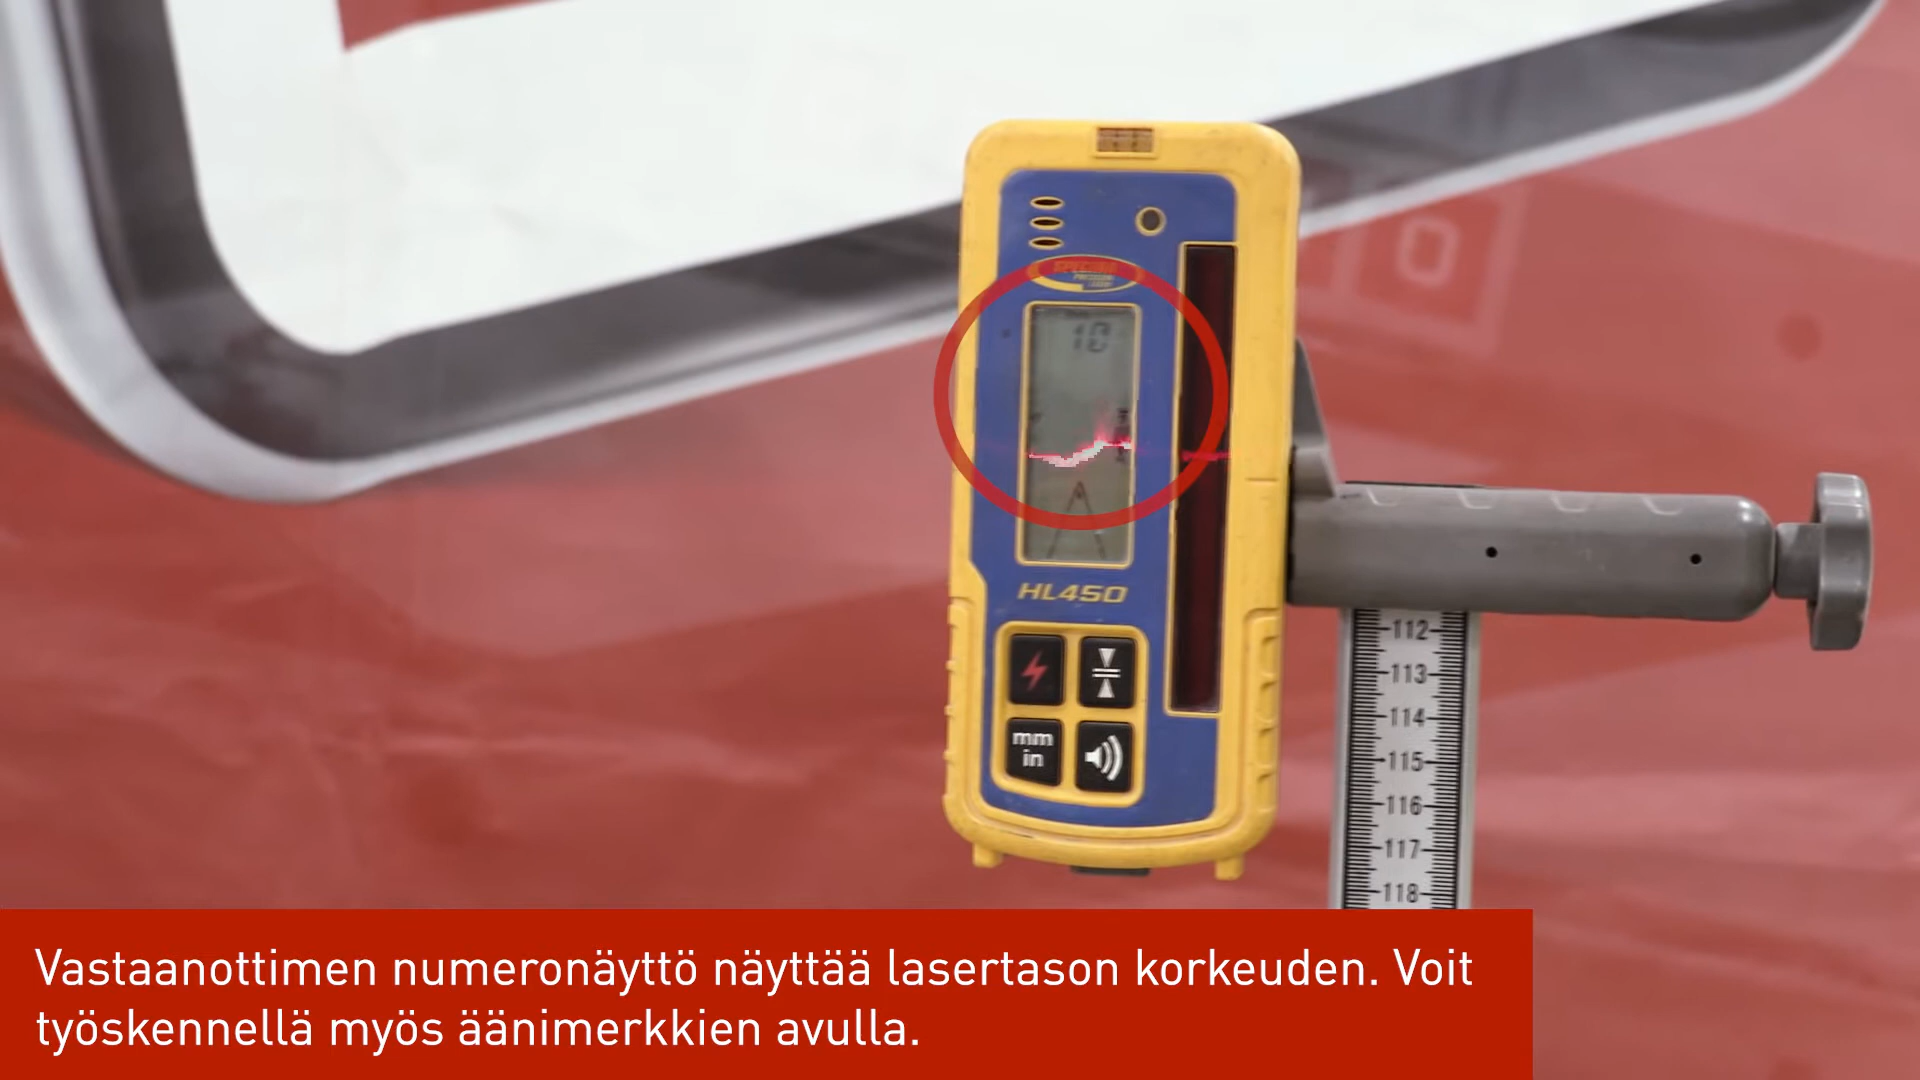 SPECTRA
HL450
mm
in
112
113
114
115
116
117
118
Vastaanottimen numeronäyttö näyttää lasertason korkeuden. Voit
työskennellä myös äänimerkkien avulla.